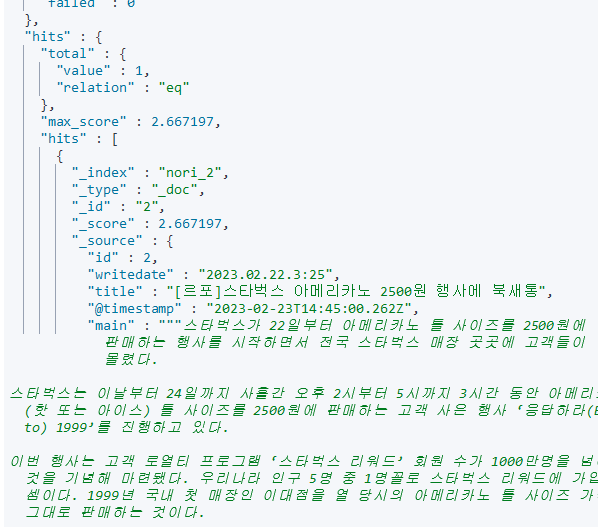 "failed" : 0
},
"hits" : {
"total" : {
"value" : 1,
"relation" : "eq"
},
"max_score" : 2.667197,
"hits" : [
{
"_index" : "nori_2",
"_type" : "_doc",
"_id" : "2",
"_score" : 2.667197,
"_source" : {
"id" : 2,
"writedate" : "2023.02.22.3:25",
"title" : "[르포]스타벅스 아메리카노 2500원 행사에 북새통",
"@timestamp" : "2023-02-23T14:45:00.262Z",
"main" : """스타벅스가 22일부터 아메리카노 톨 사이즈를 2500원에
판매하는 행사를 시작하면서 전국 스타벅스 매장 곳곳에 고객들이
몰렸다.
스타벅스는 이날부터 24일까지 사흘간 오후 2시부터 5시까지 3시간 동안 아메리
(핫 또는 아이스) 톨 사이즈를 2500원에 판매하는 고객 사은 행사 ‘응답하라(
to) 1999’를 진행하고 있다.
이번 행사는 고객 로열티 프로그램 ‘스타벅스 리워드’ 회원 수가 1000만명을 넘
것을 기념해 마련됐다. 우리나라 인구 5명 중 1명꼴로 스타벅스 리워드에 가입
셈이다. 1999년 국내 첫 매장인 이대점을 열 당시의 아메리카노 톨 사이즈 가
그대로 판매하는 것이다.